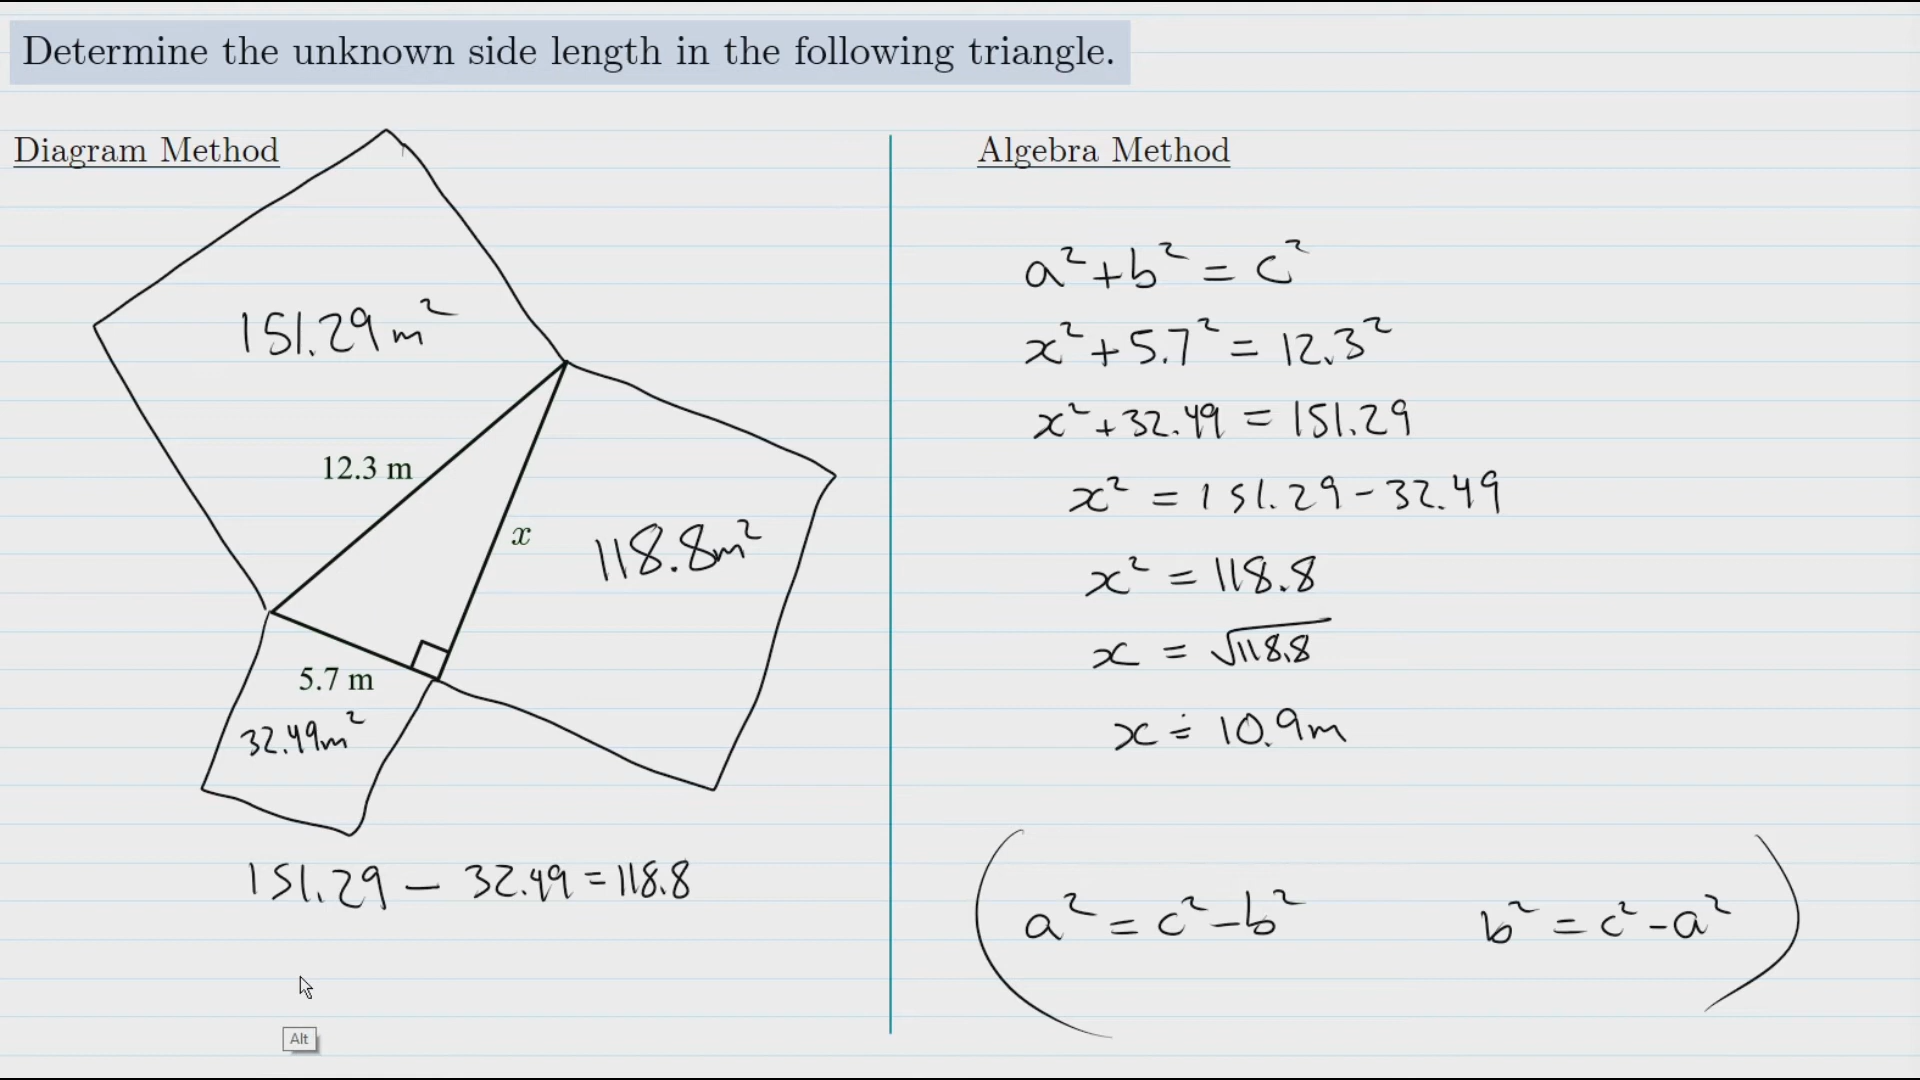 Determine the unknown side length in the following triangle.
Diagram Method
151.29 m²
12.3 m
x
118.8m²
5.7 m
32.49m²
151.29 – 32.49 = 118.8
Alt
Algebra Method
a² + b² = c²
x² + 5.7² = 12.3²
x² + 32.49 = 151.29
x² = 151.29 - 32.49
x² = 118.8
x = √118.8
x ≐ 10.9m
(a² = c² - b² b² = c² - a²)